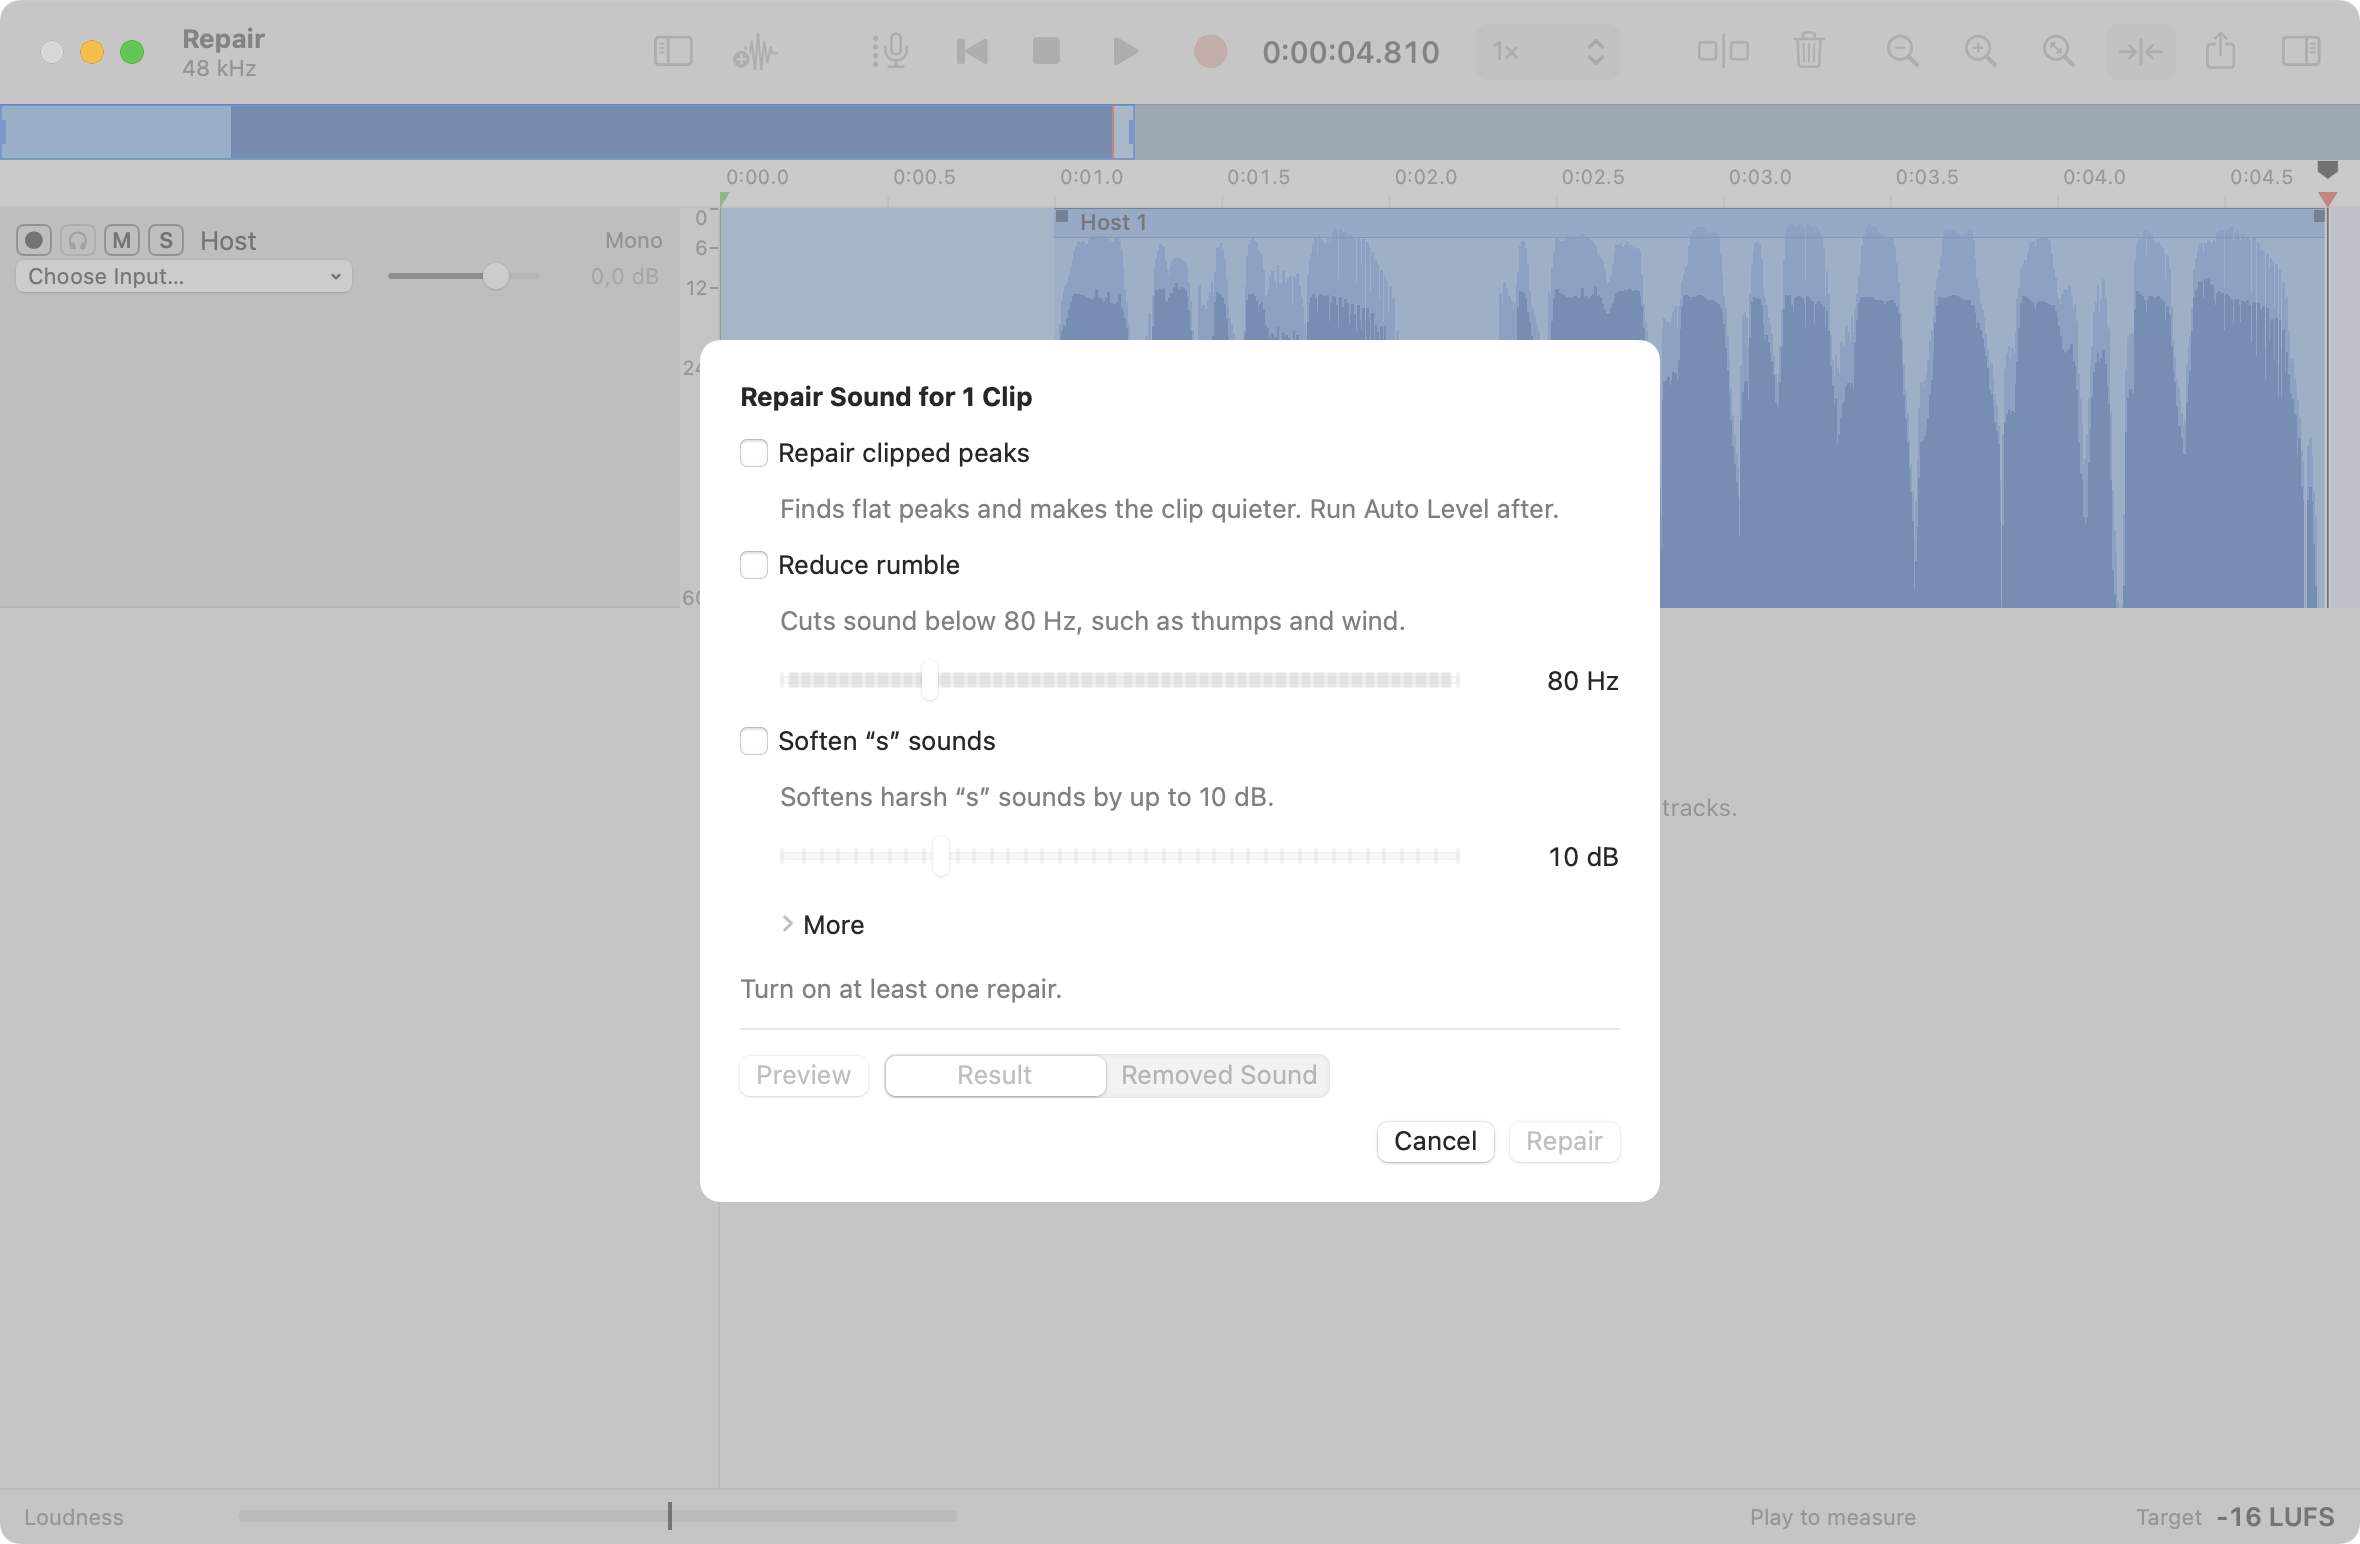 Repair
48 kHz
0:00:04.810
1×
0:00.0
0:00.5
0:01.0
0:01.5
0:02.0
0:02.5
0:03.0
0:03.5
0:04.0
0:04.5
M
S
Host
Mono
Choose Input...
0,0 dB
0
6
12
Host 1
Repair Sound for 1 Clip
Repair clipped peaks
Finds flat peaks and makes the clip quieter. Run Auto Level after.
Reduce rumble
Cuts sound below 80 Hz, such as thumps and wind.
80 Hz
Soften “s” sounds
Softens harsh “s” sounds by up to 10 dB.
tracks.
10 dB
More
Turn on at least one repair.
Preview
Result
Removed Sound
Cancel
Repair
Loudness
Play to measure
Target -16 LUFS